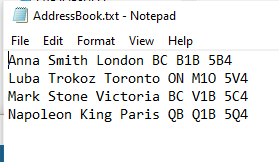 AddressBook.txt - Notepad
File Edit Format View Help
Anna Smith London BC B1B 5B4
Luba Trokoz Toronto ON M1O 5V4
Mark Stone Victoria BC V1B 5C4
Napoleon King Paris QB Q1B 5Q4